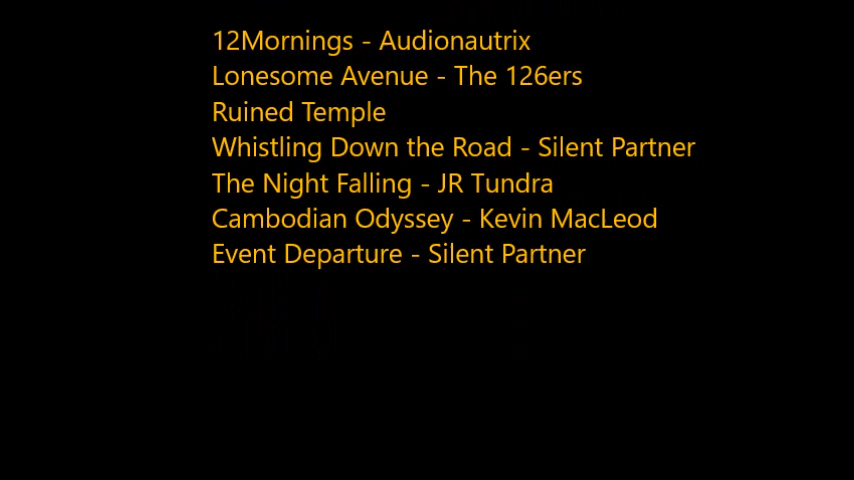 12Mornings - Audionautrix
Lonesome Avenue - The 126ers
Ruined Temple
Whistling Down the Road - Silent Partner
The Night Falling - JR Tundra
Cambodian Odyssey - Kevin MacLeod
Event Departure - Silent Partner